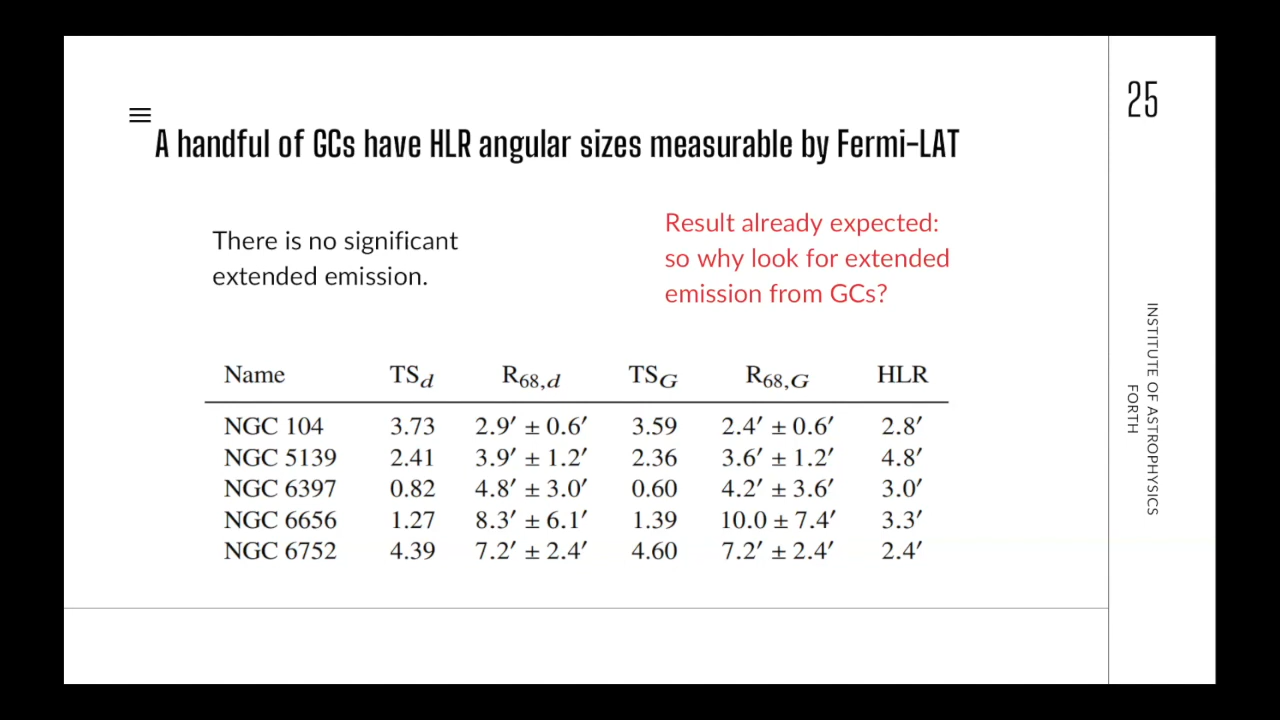 25
A handful of GCs have HLR angular sizes measurable by Fermi-LAT
There is no significant
extended emission.
Result already expected:
so why look for extended
emission from GCs?
Name TSd R68,d TSG R68,G HLR
NGC 104 3.73 2.9′ ± 0.6′ 3.59 2.4′ ± 0.6′ 2.8′
NGC 5139 2.41 3.9′ ± 1.2′ 2.36 3.6′ ± 1.2′ 4.8′
NGC 6397 0.82 4.8′ ± 3.0′ 0.60 4.2′ ± 3.6′ 3.0′
NGC 6656 1.27 8.3′ ± 6.1′ 1.39 10.0 ± 7.4′ 3.3′
NGC 6752 4.39 7.2′ ± 2.4′ 4.60 7.2′ ± 2.4′ 2.4′
INSTITUTE OF ASTROPHYSICS
FORTH